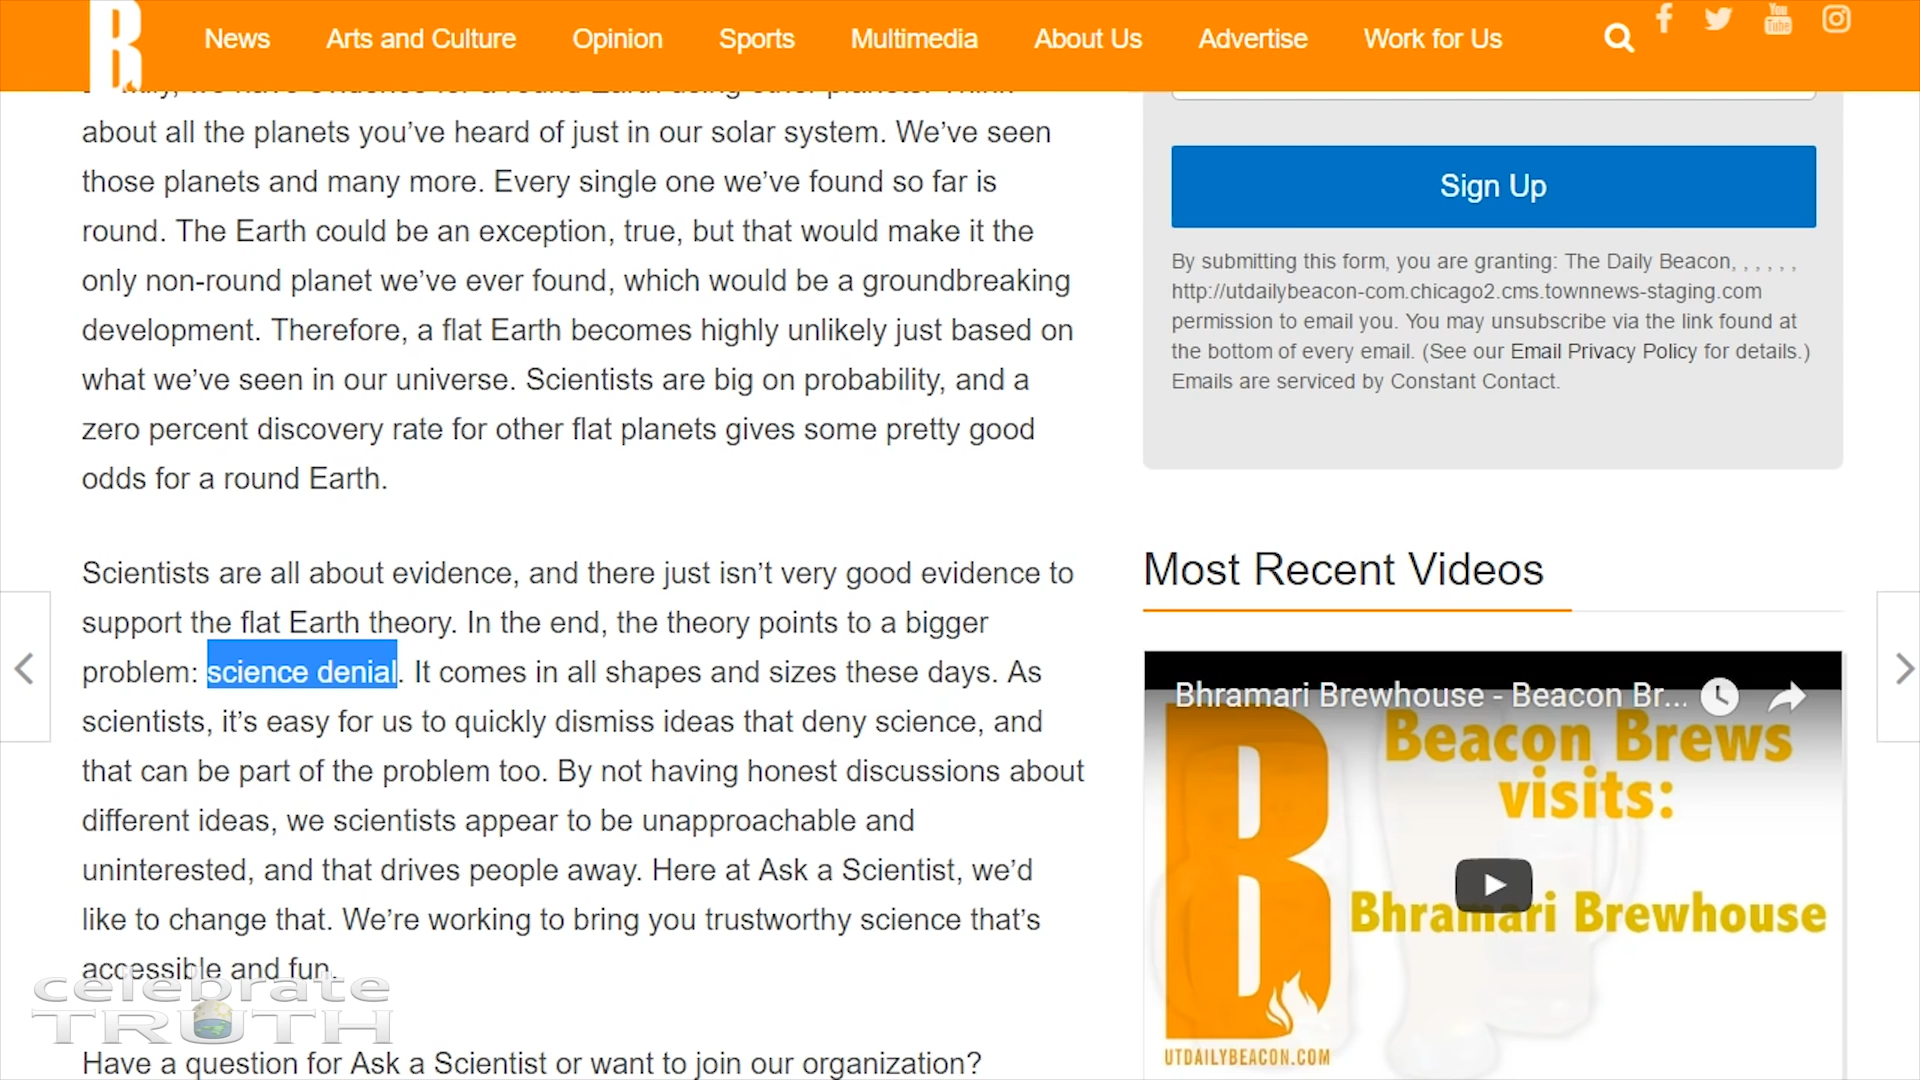 B
News Arts and Culture Opinion Sports Multimedia About Us Advertise Work for Us
You Tube
about all the planets you’ve heard of just in our solar system. We’ve seen
those planets and many more. Every single one we’ve found so far is
round. The Earth could be an exception, true, but that would make it the
only non-round planet we’ve ever found, which would be a groundbreaking
development. Therefore, a flat Earth becomes highly unlikely just based on
what we’ve seen in our universe. Scientists are big on probability, and a
zero percent discovery rate for other flat planets gives some pretty good
odds for a round Earth.
Scientists are all about evidence, and there just isn’t very good evidence to
support the flat Earth theory. In the end, the theory points to a bigger
problem: science denial. It comes in all shapes and sizes these days. As
scientists, it’s easy for us to quickly dismiss ideas that deny science, and
that can be part of the problem too. By not having honest discussions about
different ideas, we scientists appear to be unapproachable and
uninterested, and that drives people away. Here at Ask a Scientist, we’d
like to change that. We’re working to bring you trustworthy science that’s
accessible and fun.
Have a question for Ask a Scientist or want to join our organization?
celebrate
TRUTH
Sign Up
By submitting this form, you are granting: The Daily Beacon, , , , , ,
http://utdailybeacon-com.chicago2.cms.townnews-staging.com
permission to email you. You may unsubscribe via the link found at
the bottom of every email. (See our Email Privacy Policy for details.)
Emails are serviced by Constant Contact.
Most Recent Videos
Bhramari Brewhouse - Beacon Br...
Beacon Brews
visits:
Bhramari Brewhouse
B
UTDAILYBEACON.COM